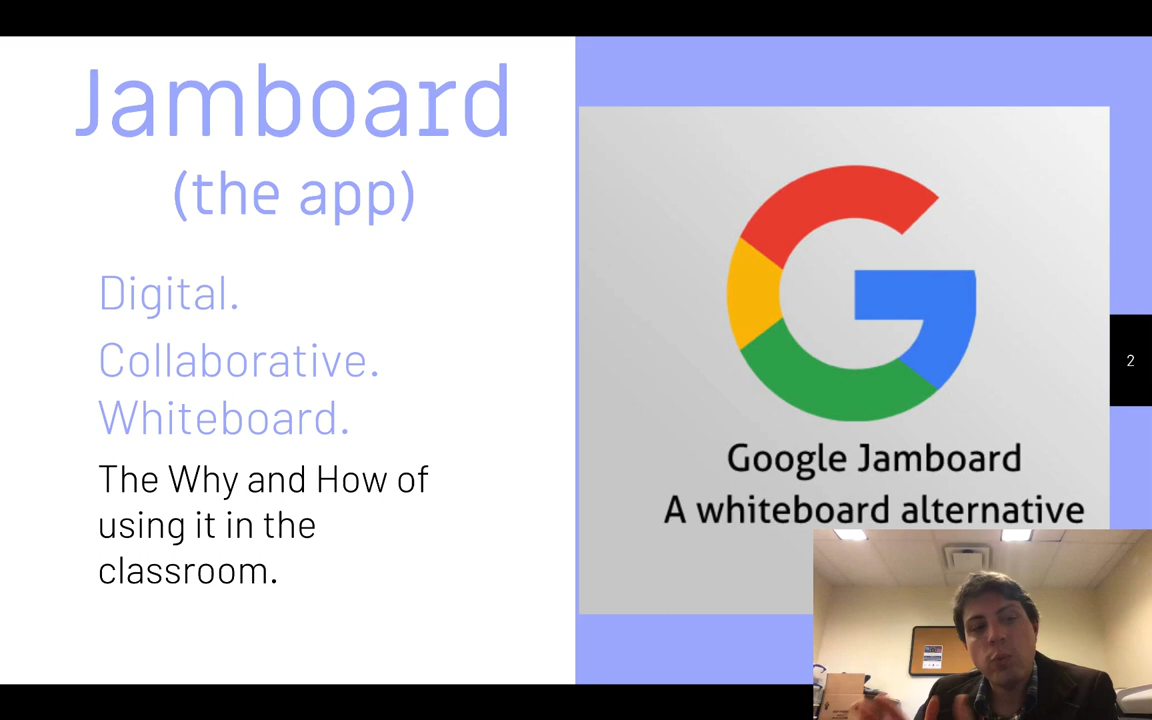 Jamboard
(the app)
Digital.
Collaborative.
Whiteboard.
The Why and How of
using it in the
classroom.
Google Jamboard
A whiteboard alternative
2